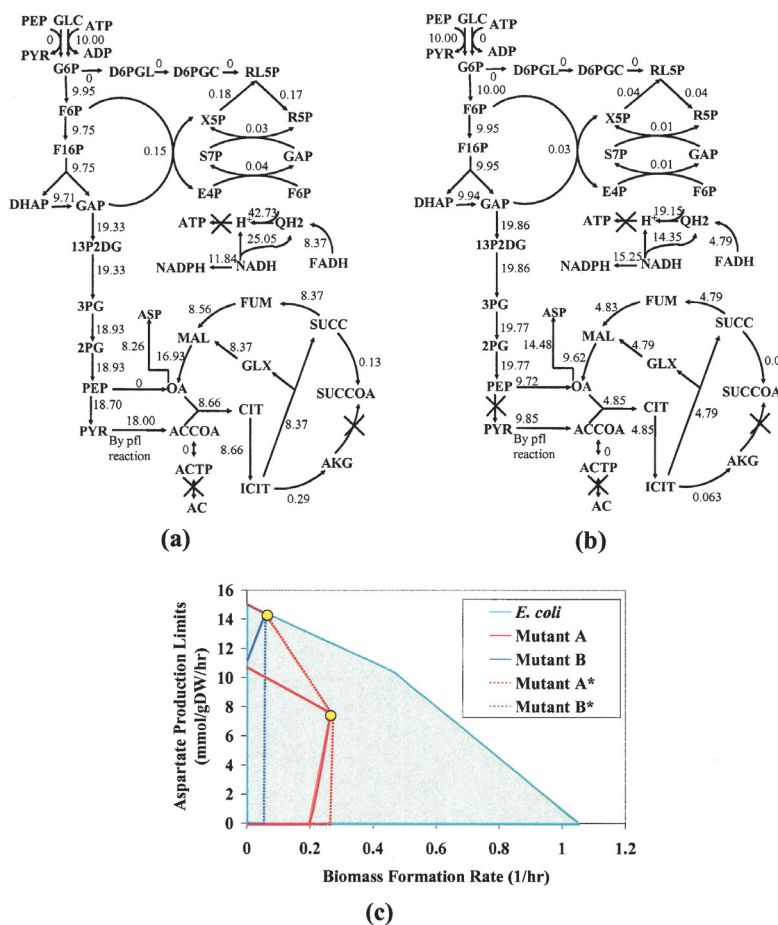 PEP GLC ATP
0 10.00
PYR ADP
G6P 0 D6PGL 0 D6PGC 0 RL5P
9.95
0.18 0.17
F6P
X5P R5P
9.75
0.03
F16P
0.15
S7P GAP
9.75
0.04
DHAP 9.71 GAP
E4P F6P
19.33
ATP H+ 42.73 QH2
13P2DG
25.05 8.37
19.33
NADPH 11.84 NADH FADH
3PG
ASP
8.56 FUM 8.37
18.93
MAL SUCC
2PG
8.26 16.93 8.37
18.93
GLX 0.13
PEP 0 OA
SUCCOA
18.70
8.66 CIT 8.37
PYR 18.00 ACCOA
By pfl
reaction
0 8.66
AKG
ACTP
ICIT 0.29
AC
(a)
PEP GLC ATP
10.00 0
PYR ADP
G6P 0 D6PGL 0 D6PGC 0 RL5P
10.00
0.04 0.04
F6P
X5P R5P
9.95
0.01
F16P
0.03
S7P GAP
9.95
0.01
DHAP 9.94 GAP
E4P F6P
19.86
ATP H+ 19.15 QH2
13P2DG
14.35 4.79
19.86
NADPH 15.25 NADH FADH
3PG
ASP
4.83 FUM 4.79
19.77
MAL SUCC
2PG
14.48 9.62 4.79
19.77
GLX
PEP 9.72 OA
SUCCOA
4.85 CIT 4.79
PYR 9.85 ACCOA
4.85
By pfl
reaction
0
AKG
ACTP
ICIT 0.063
AC
(b)
Aspartate Production Limits
(mmol/gDW/hr)
16
14
12
10
8
6
4
2
0
0 0.2 0.4 0.6 0.8 1 1.2
Biomass Formation Rate (1/hr)
E. coli
Mutant A
Mutant B
Mutant A*
Mutant B*
(c)